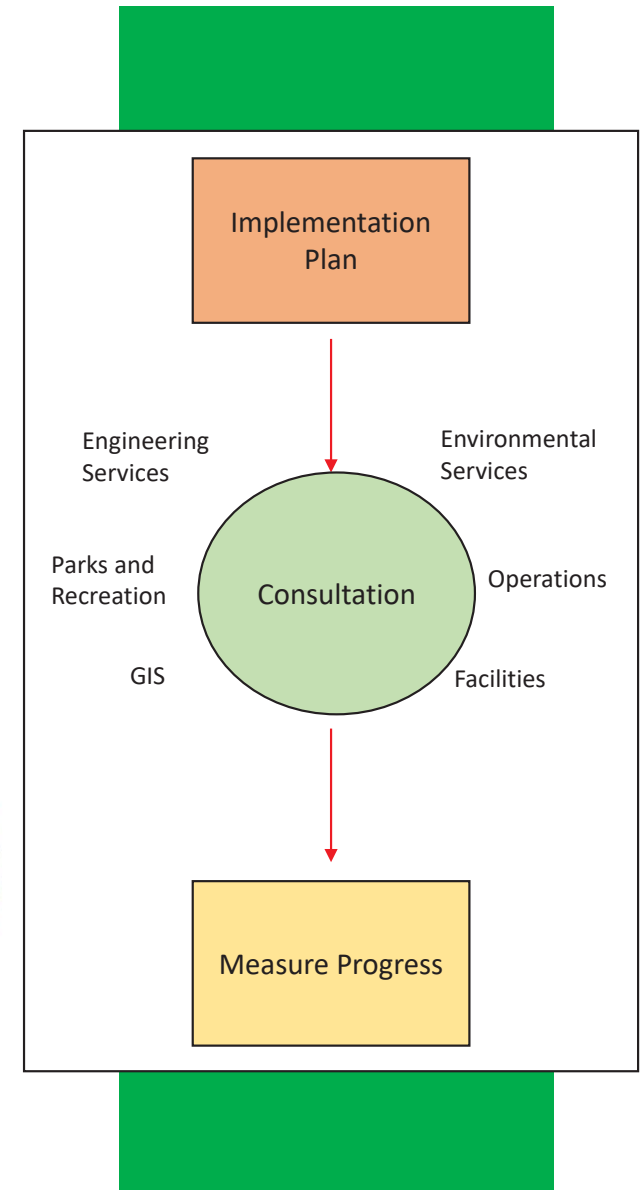 Implementation
Plan
Engineering
Services
Environmental
Services
Parks and
Recreation
Consultation
Operations
GIS
Facilities
Measure Progress